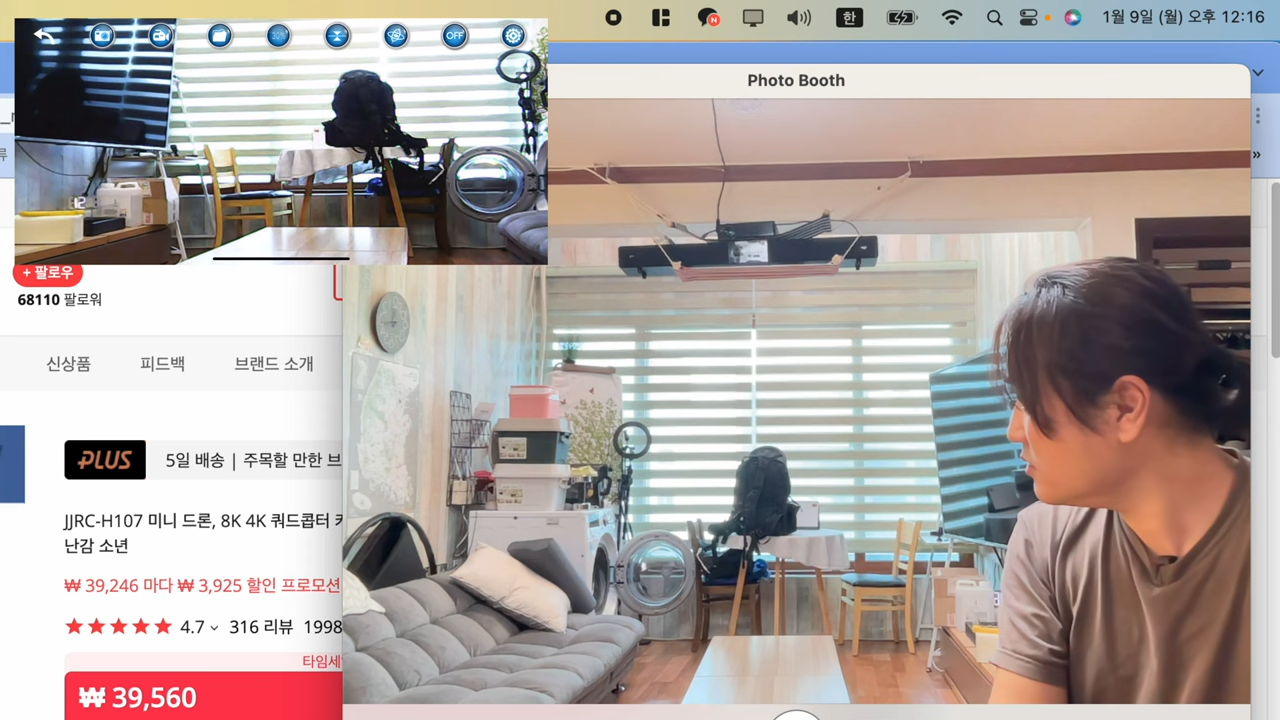 한
1월 9일 (월) 오후 12:16
Photo Booth
30%
OFF
류
+ 팔로우
68110 팔로워
신상품 피드백 브랜드 소개
PLUS 5일 배송 | 주목할 만한 브
JJRC-H107 미니 드론, 8K 4K 쿼드콥터 카
난감 소년
₩ 39,246 마다 ₩ 3,925 할인 프로모션
4.7 316 리뷰 1998
타임세
₩ 39,560